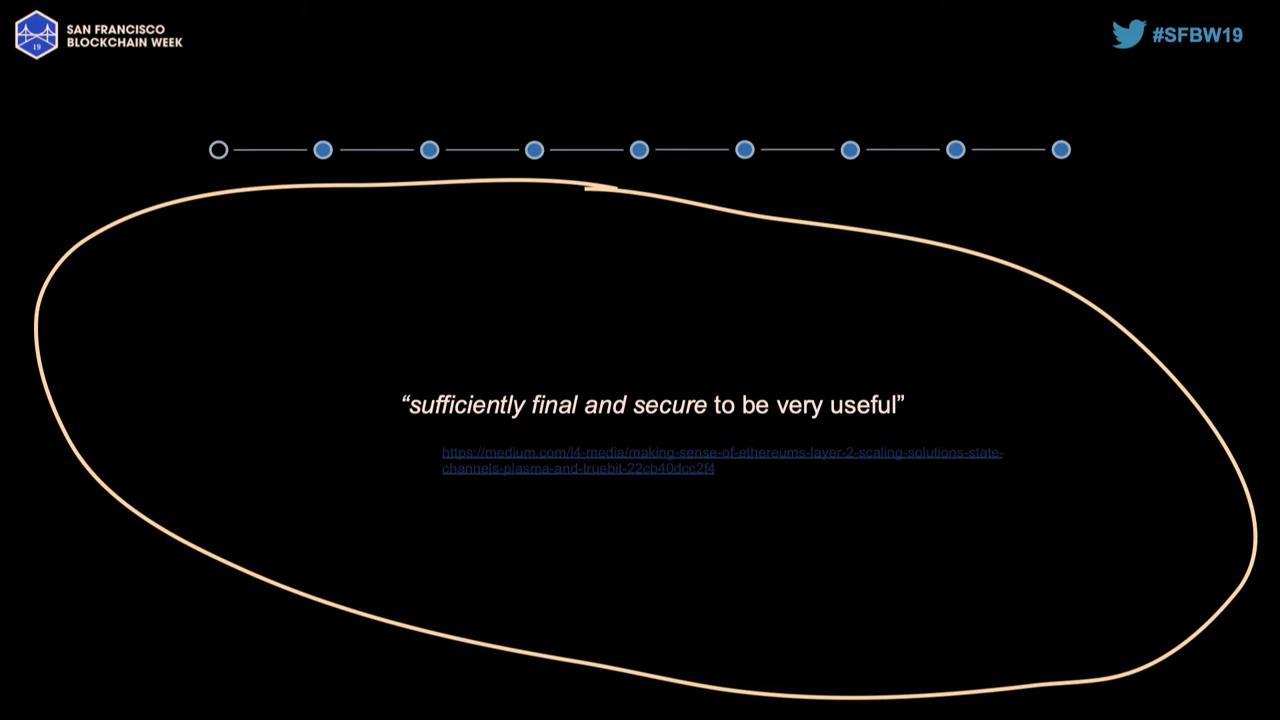 SAN FRANCISCO
BLOCKCHAIN WEEK
19
#SFBW19
“sufficiently final and secure to be very useful”
https://medium.com/l4-media/making-sense-of-ethereums-layer-2-scaling-solutions-state-
channels-plasma-and-truebit-22cb40dcc2f4